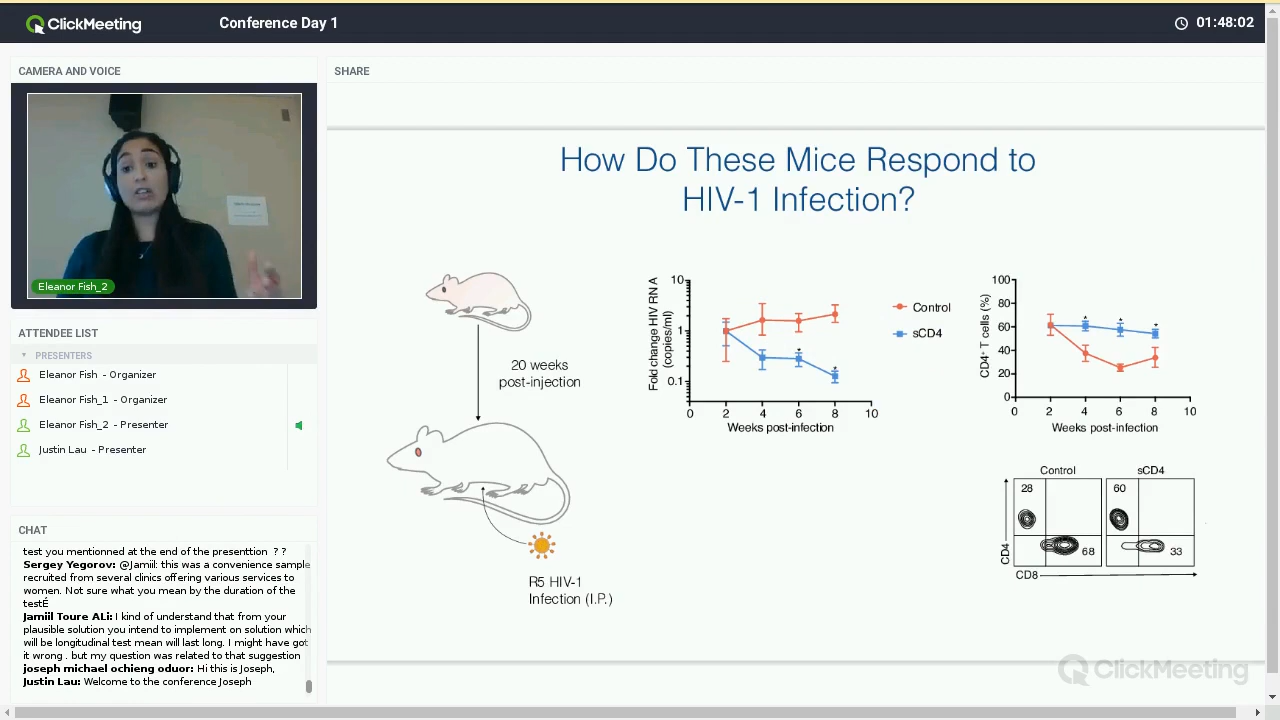 ClickMeeting
Conference Day 1
01:48:02
CAMERA AND VOICE
Eleanor Fish_2
ATTENDEE LIST
PRESENTERS
Eleanor Fish - Organizer
Eleanor Fish_1 - Organizer
Eleanor Fish_2 - Presenter
Justin Lau - Presenter
CHAT
test you mentionned at the end of the presenttion ? ?
Sergey Yegorov: @Jamiil: this was a convenience sample
recruited from several clinics offering various services to
women. Not sure what you mean by the duration of the
testÉ
Jamiil Toure ALi: I kind of understand that from your
plausible solution you intend to implement on solution which
will be longitudinal test mean will last long. I might have got
it wrong . but my question was related to that suggestion
joseph michael ochieng oduor: Hi this is Joseph,
Justin Lau: Welcome to the conference Joseph
SHARE
How Do These Mice Respond to
HIV-1 Infection?
20 weeks
post-injection
R5 HIV-1
Infection (I.P.)
Fold change HIV RNA
(copies/ml)
10
1
0.1
0 2 4 6 8 10
Weeks post-infection
* *
Control
sCD4
CD4⁺ T cells (%)
100
80
60
40
20
0
0 2 4 6 8 10
Weeks post-infection
* * *
Control sCD4
28 60
68 33
CD4
CD8
ClickMeeting